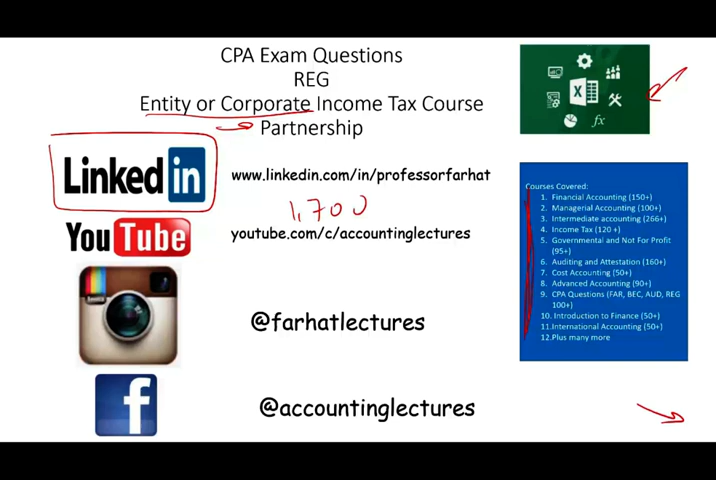 CPA Exam Questions
REG
Entity or Corporate Income Tax Course
Partnership
Linked in
www.linkedin.com/in/professorfarhat
1,700
YouTube
youtube.com/c/accountinglectures
@farhatlectures
f
@accountinglectures
X
fx
Courses Covered:
1. Financial Accounting (150+)
2. Managerial Accounting (100+)
3. Intermediate accounting (266+)
4. Income Tax (120 +)
5. Governmental and Not For Profit
(95+)
6. Auditing and Attestation (160+)
7. Cost Accounting (50+)
8. Advanced Accounting (90+)
9. CPA Questions (FAR, BEC, AUD, REG
100+)
10. Introduction to Finance (50+)
11.International Accounting (50+)
12.Plus many more